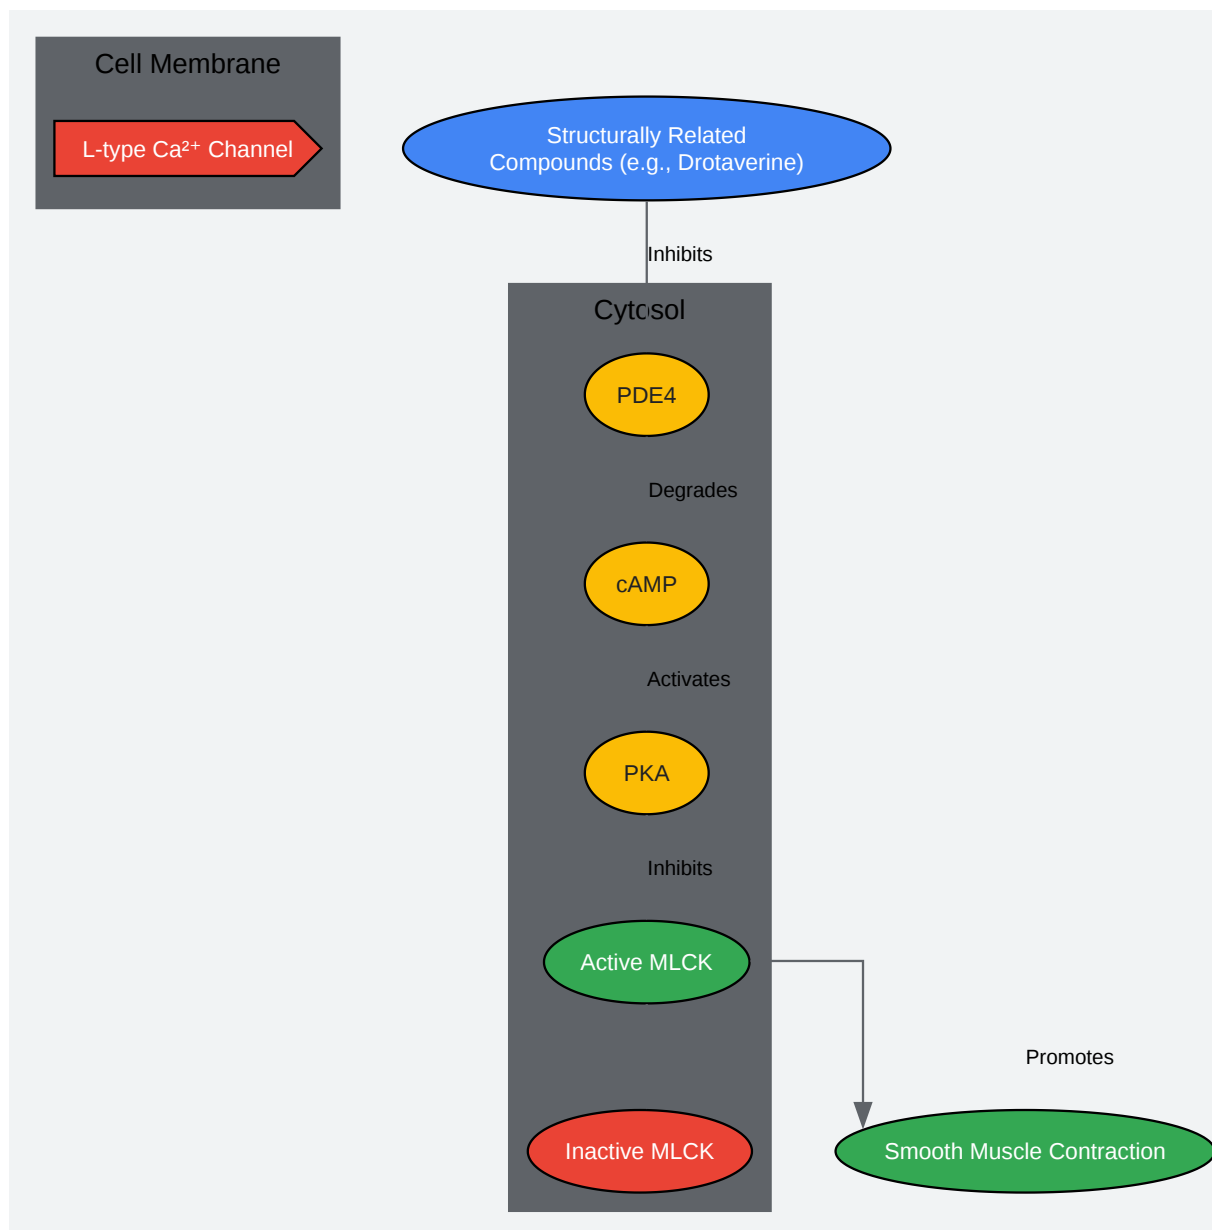 Cell Membrane
L-type Ca²⁺ Channel
Structurally Related
Compounds (e.g., Drotaverine)
Inhibits
Cytosol
PDE4
Degrades
cAMP
Activates
PKA
Inhibits
Active MLCK
Promotes
Inactive MLCK
Smooth Muscle Contraction